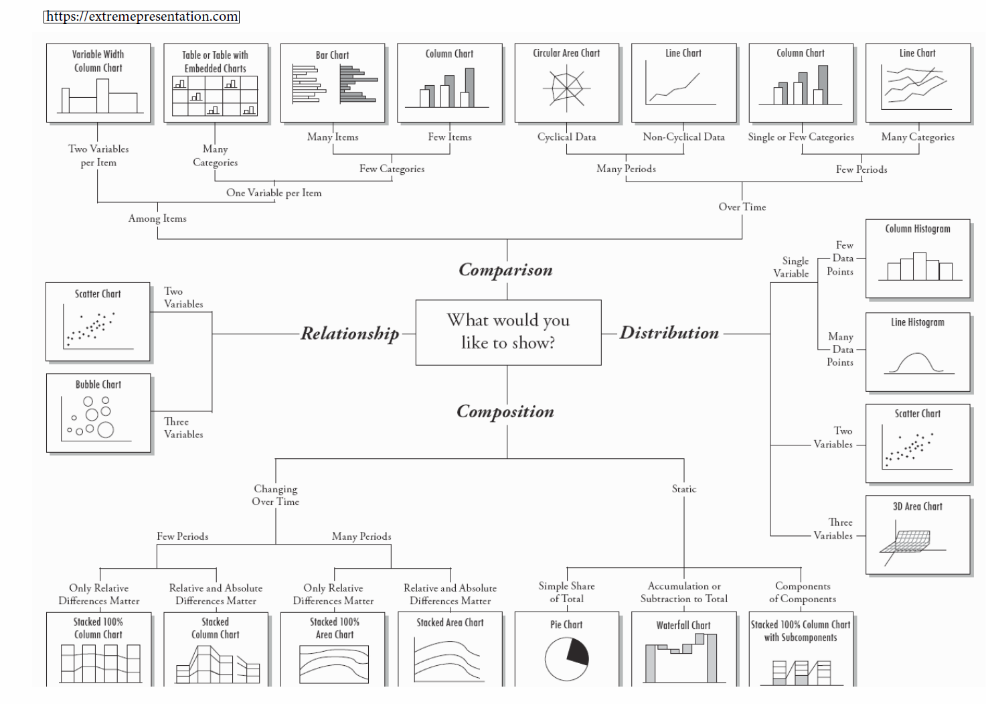 https://extremepresentation.com
Variable Width
Column Chart
Table or Table with
Embedded Charts
Bar Chart
Column Chart
Circular Area Chart
Line Chart
Column Chart
Line Chart
Two Variables
per Item
Many
Categories
Many Items
Few Items
Cyclical Data
Non-Cyclical Data
Single or Few Categories
Many Categories
Few Categories
Many Periods
Few Periods
One Variable per Item
Among Items
Over Time
Comparison
What would you
like to show?
Relationship
Two
Variables
Scatter Chart
Three
Variables
Bubble Chart
Distribution
Single
Variable
Few
Data
Points
Column Histogram
Many
Data
Points
Line Histogram
Two
Variables
Scatter Chart
Three
Variables
3D Area Chart
Composition
Changing
Over Time
Static
Few Periods
Many Periods
Only Relative
Differences Matter
Relative and Absolute
Differences Matter
Only Relative
Differences Matter
Relative and Absolute
Differences Matter
Simple Share
of Total
Accumulation or
Subtraction to Total
Components
of Components
Stacked 100%
Column Chart
Stacked
Column Chart
Stacked 100%
Area Chart
Stacked Area Chart
Pie Chart
Waterfall Chart
Stacked 100% Column Chart
with Subcomponents